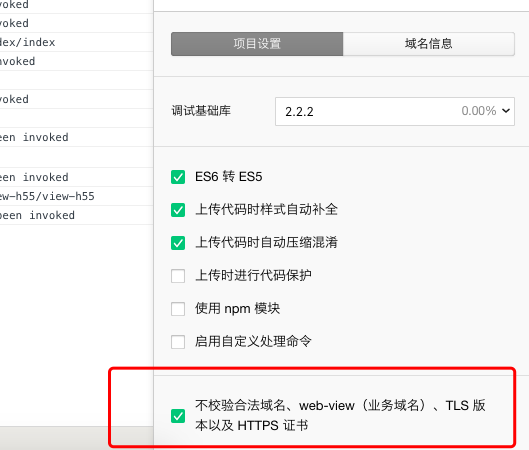 voked
voked
dex/index
nvoked
voked
een invoked
een invoked
ew-h55/view-h55
been invoked
项目设置
域名信息
调试基础库
2.2.2
0.00%
ES6 转 ES5
上传代码时样式自动补全
上传代码时自动压缩混淆
上传时进行代码保护
使用 npm 模块
启用自定义处理命令
不校验合法域名、web-view（业务域名）、TLS 版
本以及 HTTPS 证书